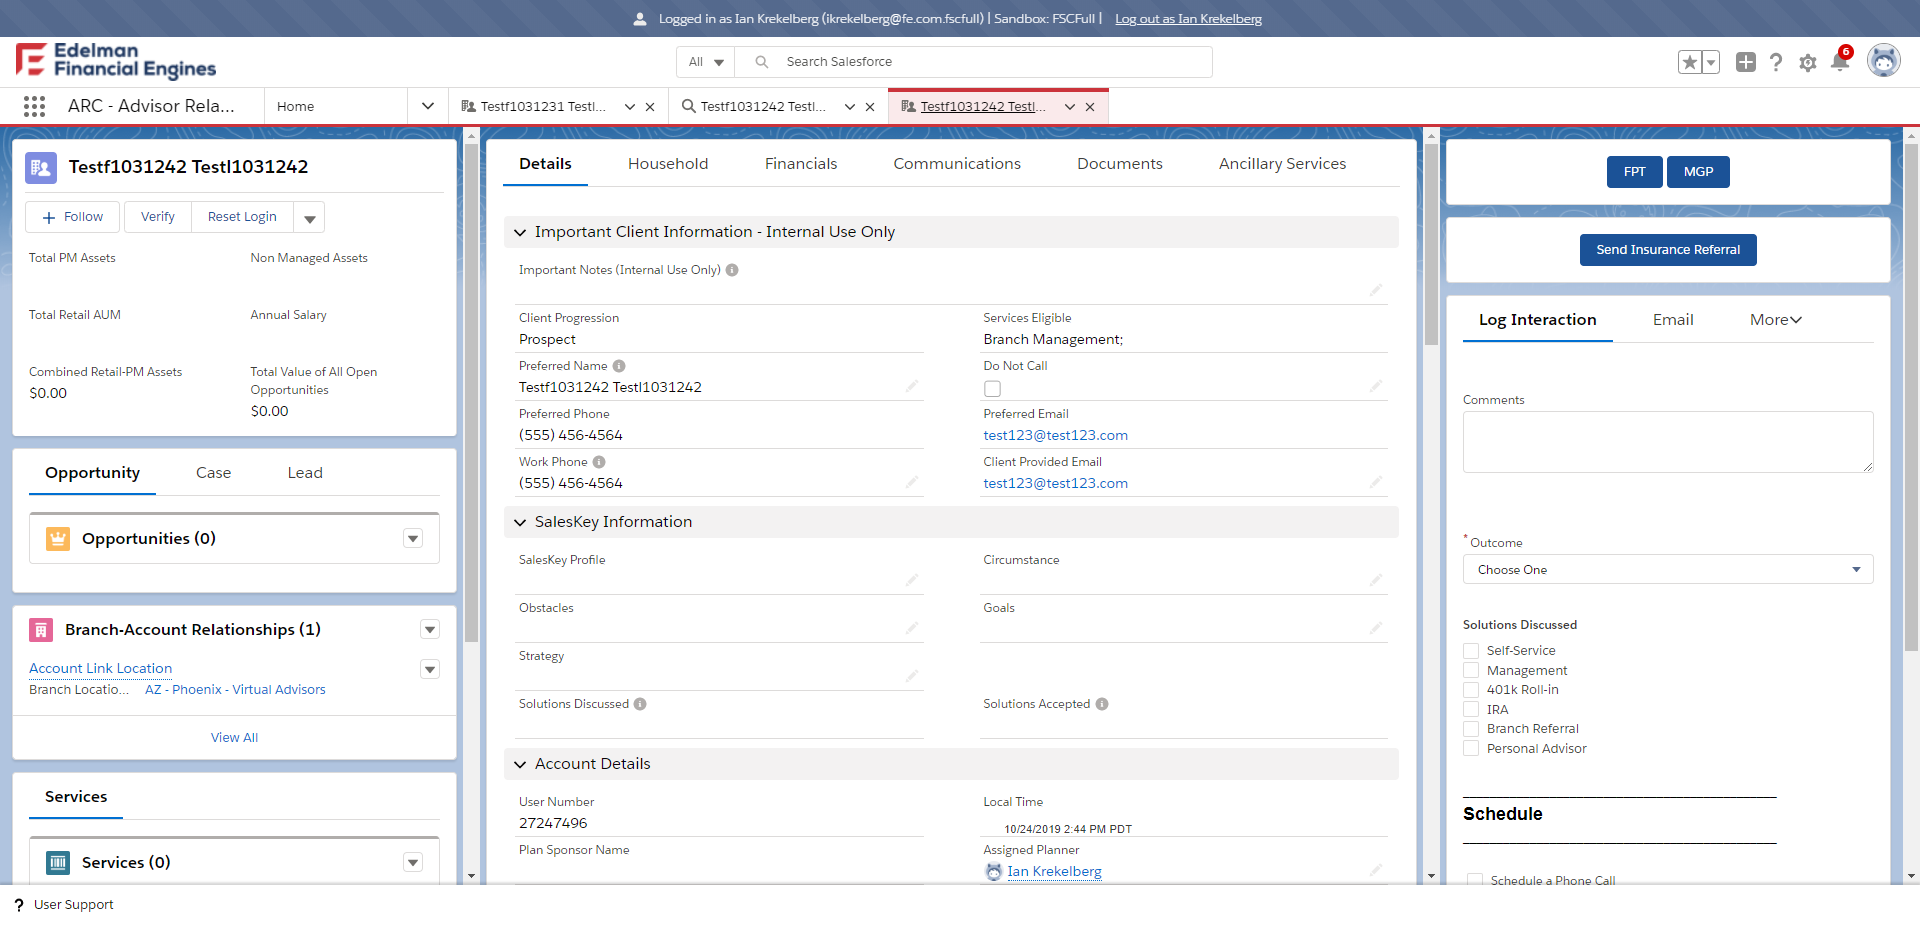 Logged in as Ian Krekelberg (ikrekelberg@fe.com.fscfull) | Sandbox: FSCFull | Log out as Ian Krekelberg
Edelman
Financial Engines
All
Search Salesforce
6
ARC - Advisor Rela...
Home
Testf1031231 Testl...
Testf1031242 Testl...
Testf1031242 Testl...
Testf1031242 Testl1031242
Follow
Verify
Reset Login
Total PM Assets
Non Managed Assets
Total Retail AUM
Annual Salary
Combined Retail-PM Assets
$0.00
Total Value of All Open
Opportunities
$0.00
Opportunity
Case
Lead
Opportunities (0)
Branch-Account Relationships (1)
Account Link Location
Branch Locatio... AZ - Phoenix - Virtual Advisors
View All
Services
Services (0)
Details
Household
Financials
Communications
Documents
Ancillary Services
Important Client Information - Internal Use Only
Important Notes (Internal Use Only)
Client Progression
Prospect
Services Eligible
Branch Management;
Preferred Name
Testf1031242 Testl1031242
Do Not Call
Preferred Phone
(555) 456-4564
Preferred Email
test123@test123.com
Work Phone
(555) 456-4564
Client Provided Email
test123@test123.com
SalesKey Information
SalesKey Profile
Circumstance
Obstacles
Goals
Strategy
Solutions Discussed
Solutions Accepted
Account Details
User Number
27247496
Local Time
10/24/2019 2:44 PM PDT
Plan Sponsor Name
Assigned Planner
Ian Krekelberg
FPT
MGP
Send Insurance Referral
Log Interaction
Email
More
Comments
* Outcome
Choose One
Solutions Discussed
Self-Service
Management
401k Roll-in
IRA
Branch Referral
Personal Advisor
Schedule
Schedule a Phone Call
? User Support